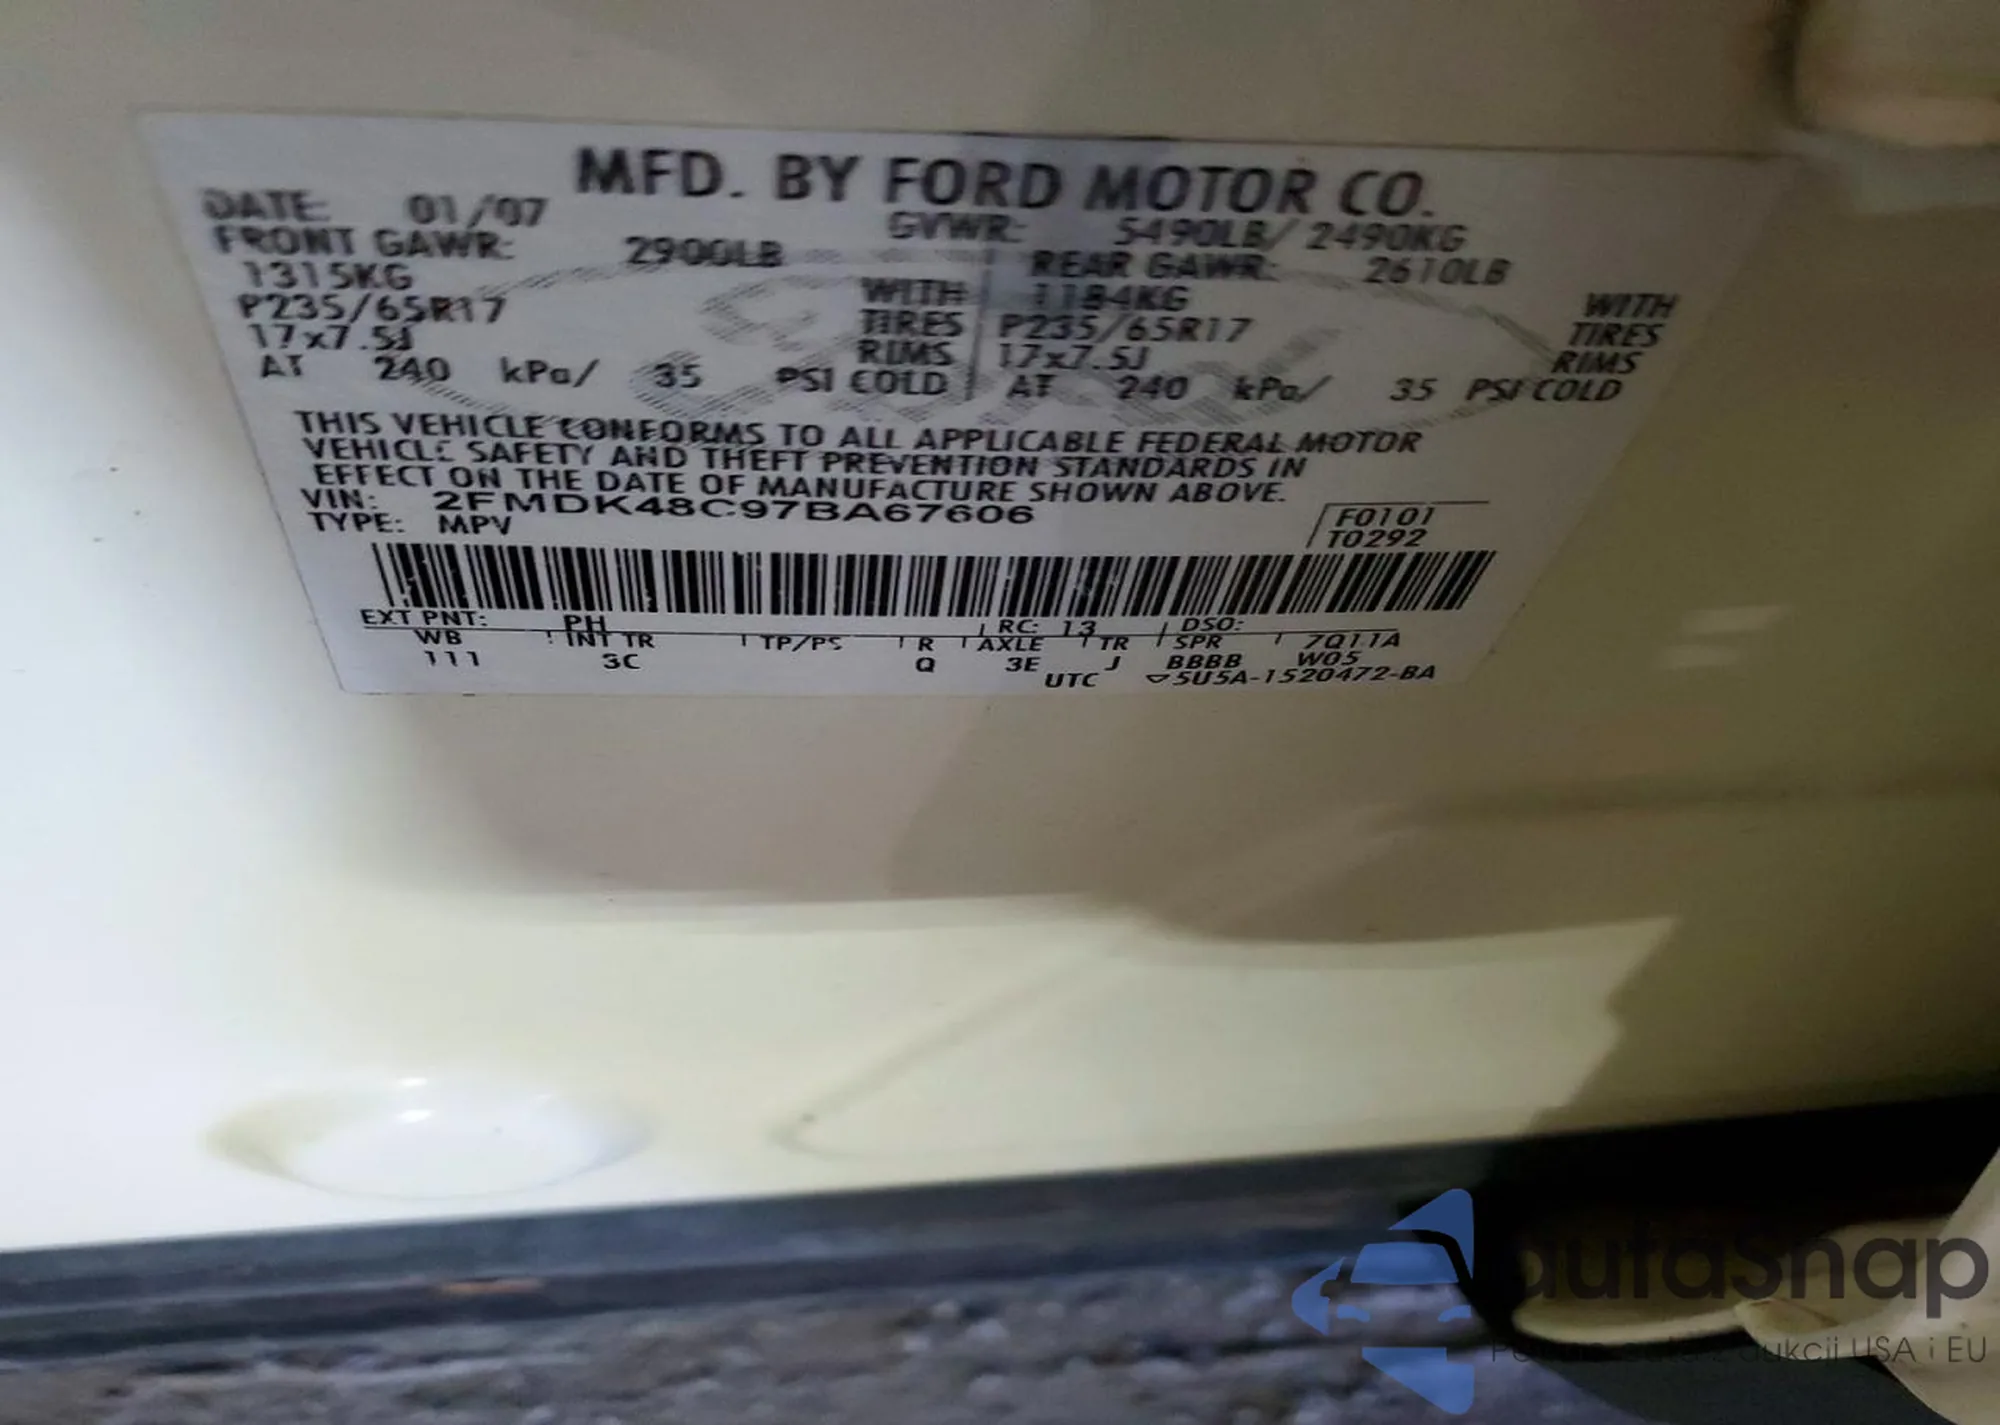 MFD. BY FORD MOTOR CO.
DATE: 01/07 GVWR: 5490LB/ 2490KG
FRONT GAWR: 2900LB REAR GAWR: 2610LB
1315KG WITH 1184KG WITH
P235/65R17 TIRES P235/65R17 TIRES
17x7.5J RIMS 17x7.5J RIMS
AT 240 kPa/ 35 PSI COLD AT 240 kPa/ 35 PSI COLD
THIS VEHICLE CONFORMS TO ALL APPLICABLE FEDERAL MOTOR
VEHICLE SAFETY AND THEFT PREVENTION STANDARDS IN
EFFECT ON THE DATE OF MANUFACTURE SHOWN ABOVE.
VIN: 2FMDK48C97BA67606 F0101
TYPE: MPV T0292
EXT PNT: PH RC: 13 DSO:
WB INT TR TP/PS R AXLE TR SPR 7Q11A
111 3C Q 3E J BBBB W05
UTC 5U5A-1520472-BA
autaSnap
aukcji USA i EU